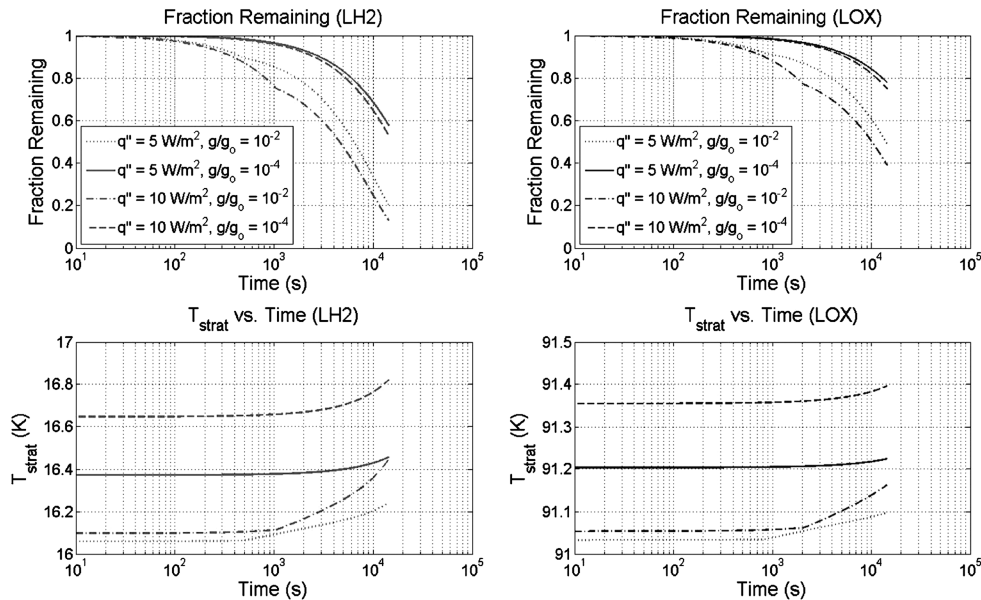 Fraction Remaining (LH2)
Fraction Remaining
1
0.8
0.6
0.4
0.2
0
q" = 5 W/m², g/gₒ = 10⁻²
q" = 5 W/m², g/gₒ = 10⁻⁴
q" = 10 W/m², g/gₒ = 10⁻²
q" = 10 W/m², g/gₒ = 10⁻⁴
10¹ 10² 10³ 10⁴ 10⁵
Time (s)
Fraction Remaining (LOX)
Fraction Remaining
1
0.8
0.6
0.4
0.2
0
q" = 5 W/m², g/gₒ = 10⁻²
q" = 5 W/m², g/gₒ = 10⁻⁴
q" = 10 W/m², g/gₒ = 10⁻²
q" = 10 W/m², g/gₒ = 10⁻⁴
10¹ 10² 10³ 10⁴ 10⁵
Time (s)
T_strat vs. Time (LH2)
T_strat (K)
17
16.8
16.6
16.4
16.2
16
10¹ 10² 10³ 10⁴ 10⁵
Time (s)
T_strat vs. Time (LOX)
T_strat (K)
91.5
91.4
91.3
91.2
91.1
91
10¹ 10² 10³ 10⁴ 10⁵
Time (s)